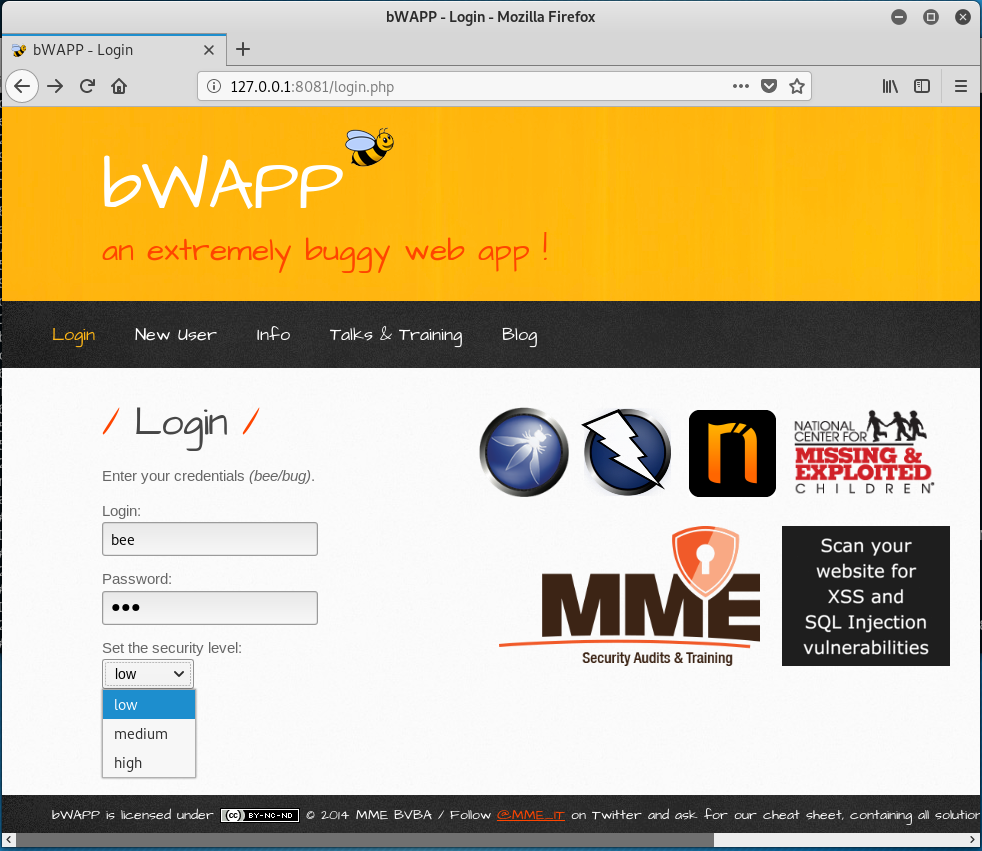 bWAPP - Login - Mozilla Firefox
bWAPP - Login
127.0.0.1:8081/login.php
bWAPP
an extremely buggy web app !
Login
New User
Info
Talks & Training
Blog
/ Login /
Enter your credentials (bee/bug).
Login:
bee
Password:
●●●
Set the security level:
low
low
medium
high
NATIONAL
CENTER FOR
MISSING &
EXPLOITED
CHILDREN®
MME
Security Audits & Training
Scan your
website for
XSS and
SQL Injection
vulnerabilities
bWAPP is licensed under (cc) BY-NC-ND © 2014 MME BVBA / Follow @MME_IT on Twitter and ask for our cheat sheet, containing all solution